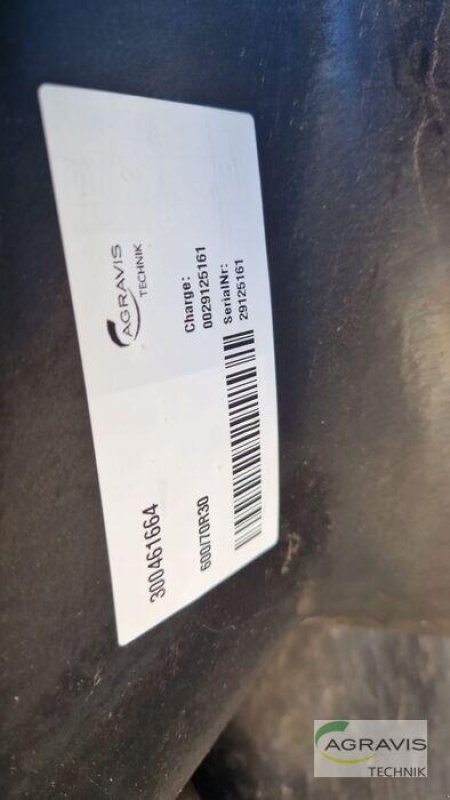 300461664
AGRAVIS
TECHNIK
600/70R30
Charge:
0029125161
SerialNr:
29125161
AGRAVIS
TECHNIK